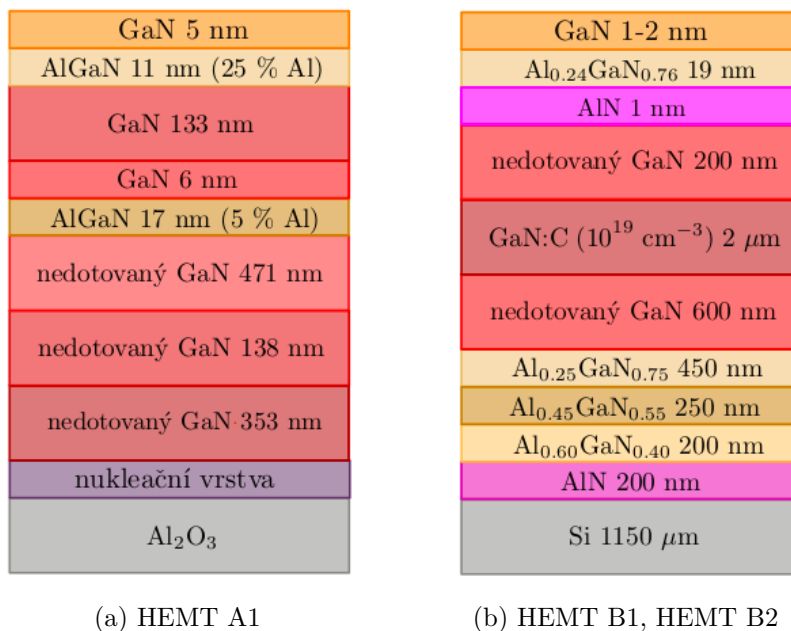 GaN 5 nm
AlGaN 11 nm (25 % Al)
GaN 133 nm
GaN 6 nm
AlGaN 17 nm (5 % Al)
nedotovaný GaN 471 nm
nedotovaný GaN 138 nm
nedotovaný GaN 353 nm
nukleační vrstva
Al₂O₃
(a) HEMT A1
GaN 1-2 nm
Al₀.₂₄GaN₀.₇₆ 19 nm
AlN 1 nm
nedotovaný GaN 200 nm
GaN:C (10¹⁹ cm⁻³) 2 μm
nedotovaný GaN 600 nm
Al₀.₂₅GaN₀.₇₅ 450 nm
Al₀.₄₅GaN₀.₅₅ 250 nm
Al₀.₆₀GaN₀.₄₀ 200 nm
AlN 200 nm
Si 1150 μm
(b) HEMT B1, HEMT B2